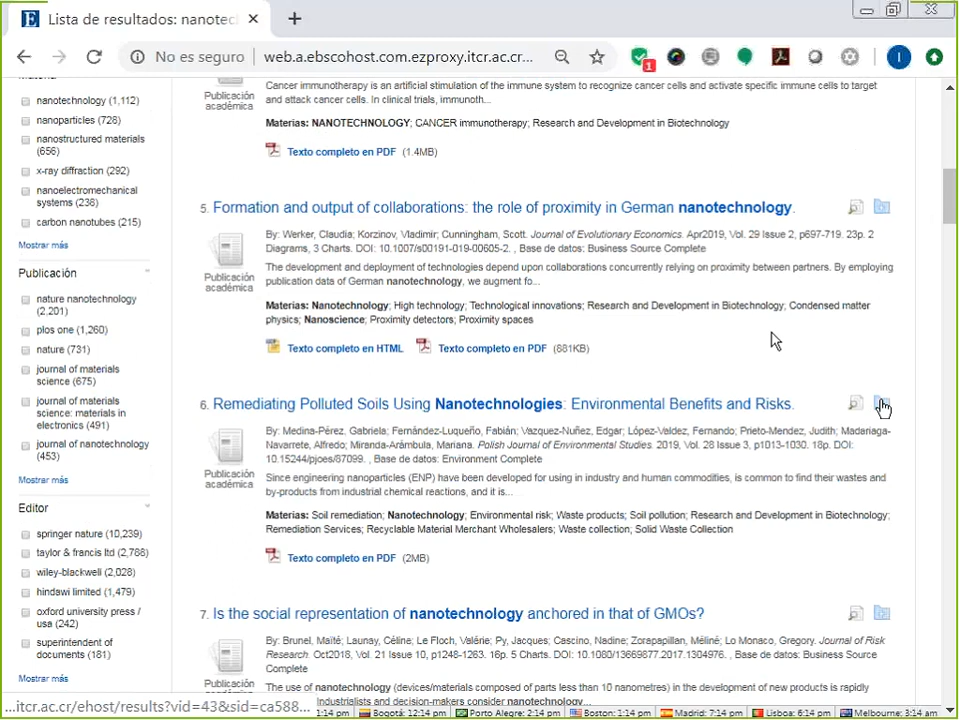 Lista de resultados: nanotec
No es seguro
web.a.ebscohost.com.ezproxy.itcr.ac.cr...
1
I
nanotechnology (1,112)
nanoparticles (728)
nanostructured materials
(656)
x-ray diffraction (292)
nanoelectromechanical
systems (236)
carbon nanotubes (215)
Mostrar más
Publicación
nature nanotechnology
(2,201)
plos one (1,260)
nature (731)
journal of materials
science (675)
journal of materials
science: materials in
electronics (491)
journal of nanotechnology
(453)
Mostrar más
Editor
springer nature (10,239)
taylor & francis ltd (2,788)
wiley-blackwell (2,028)
hindawi limited (1,479)
oxford university press /
usa (242)
superintendent of
documents (181)
Mostrar más
Publicación
académica
Cancer immunotherapy is an artificial stimulation of the immune system to recognize cancer cells and activate specific immune cells to target
and attack cancer cells. In clinical trials, immunoth...
Materias: NANOTECHNOLOGY; CANCER immunotherapy; Research and Development in Biotechnology
Texto completo en PDF (1.4MB)
5. Formation and output of collaborations: the role of proximity in German nanotechnology.
By: Werker, Claudia; Korzinov, Vladimir; Cunningham, Scott. Journal of Evolutionary Economics. Apr2019, Vol. 29 Issue 2, p697-719. 23p. 2
Diagrams, 3 Charts. DOI: 10.1007/s00191-019-00605-2. , Base de datos: Business Source Complete
Publicación
académica
The development and deployment of technologies depend upon collaborations concurrently relying on proximity between partners. By employing
publication data of German nanotechnology, we augment fo...
Materias: Nanotechnology; High technology; Technological innovations; Research and Development in Biotechnology; Condensed matter
physics; Nanoscience; Proximity detectors; Proximity spaces
Texto completo en HTML Texto completo en PDF (881KB)
6. Remediating Polluted Soils Using Nanotechnologies: Environmental Benefits and Risks.
By: Medina-Pérez, Gabriela; Fernández-Luqueño, Fabián; Vazquez-Nuñez, Edgar; López-Valdez, Fernando; Prieto-Mendez, Judith; Madariaga-
Navarrete, Alfredo; Miranda-Arámbula, Mariana. Polish Journal of Environmental Studies. 2019, Vol. 28 Issue 3, p1013-1030. 18p. DOI:
10.15244/pjoes/87099. , Base de datos: Environment Complete
Publicación
académica
Since engineering nanoparticles (ENP) have been developed for using in industry and human commodities, is common to find their wastes and
by-products from industrial chemical reactions, and it is...
Materias: Soil remediation; Nanotechnology; Environmental risk; Waste products; Soil pollution; Research and Development in Biotechnology;
Remediation Services; Recyclable Material Merchant Wholesalers; Waste collection; Solid Waste Collection
Texto completo en PDF (2MB)
7. Is the social representation of nanotechnology anchored in that of GMOs?
By: Brunel, Maïté; Launay, Céline; Le Floch, Valérie; Py, Jacques; Cascino, Nadine; Zorapapillan, Méliné; Lo Monaco, Gregory. Journal of Risk
Research. Oct2018, Vol. 21 Issue 10, p1248-1263. 16p. 5 Charts. DOI: 10.1080/13669877.2017.1304976. , Base de datos: Business Source
Complete
Publicación
académica
The use of nanotechnology (devices/materials composed of parts less than 10 nanometres) in the development of new products is rapidly
Industrialists and decision-makers consider nanotechnology...
...itcr.ac.cr/ehost/results?vid=43&sid=ca588...
1:14 pm Bogotá: 12:14 pm Porto Alegre: 2:14 pm Boston: 1:14 pm Madrid: 7:14 pm Lisboa: 6:14 pm Melbourne: 3:14 am